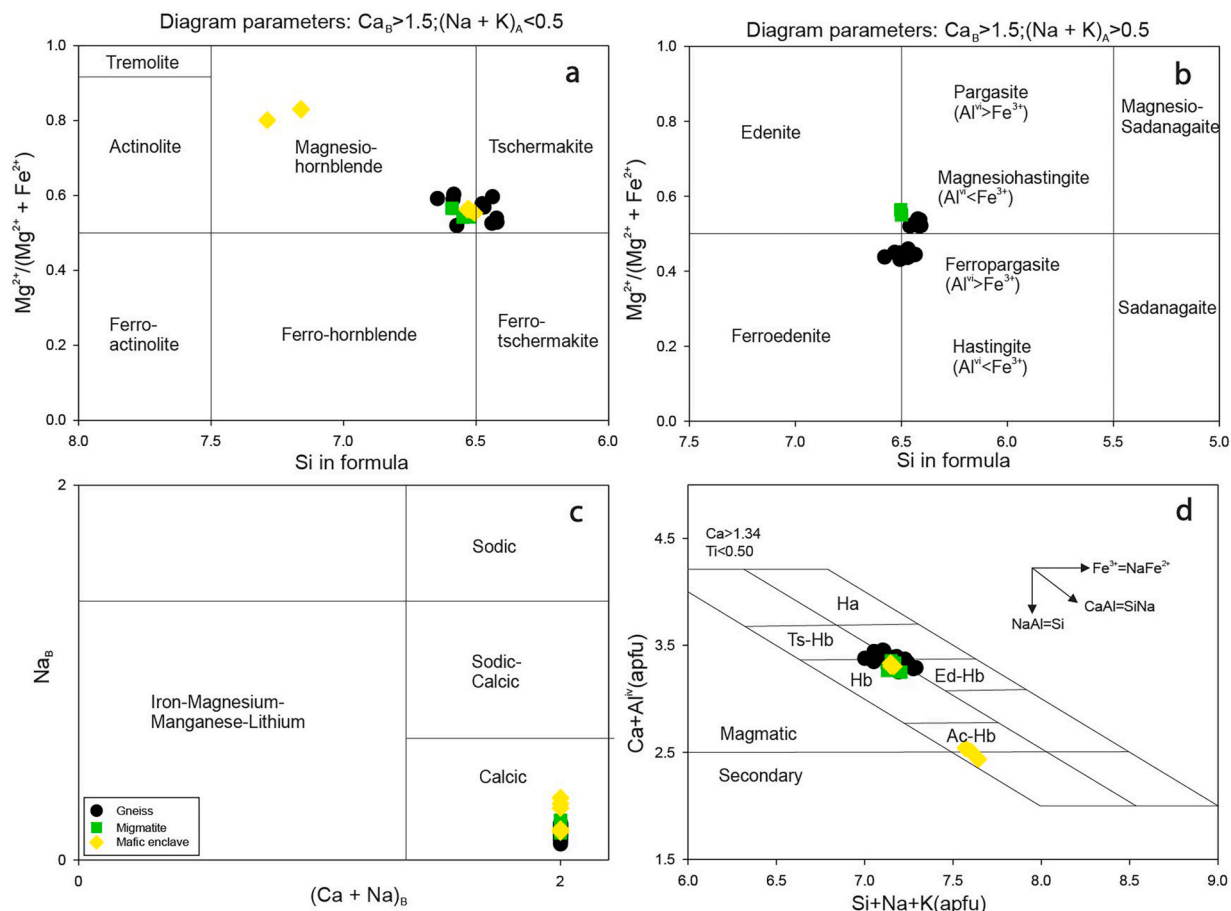 Diagram parameters: Ca_B>1.5;(Na + K)_A<0.5
a
Tremolite
Actinolite
Magnesio-
hornblende
Tschermakite
Ferro-
actinolite
Ferro-hornblende
Ferro-
tschermakite
Mg²⁺/(Mg²⁺ + Fe²⁺)
1.0
0.8
0.6
0.4
0.2
0.0
8.0 7.5 7.0 6.5 6.0
Si in formula
Diagram parameters: Ca_B>1.5;(Na + K)_A>0.5
b
Edenite
Pargasite
(Al^vi>Fe³⁺)
Magnesio-
Sadanagaite
Magnesiohastingite
(Al^vi<Fe³⁺)
Ferropargasite
(Al^vi>Fe³⁺)
Sadanagaite
Ferroedenite
Hastingite
(Al^vi<Fe³⁺)
Mg²⁺/(Mg²⁺ + Fe²⁺)
1.0
0.8
0.6
0.4
0.2
0.0
7.5 7.0 6.5 6.0 5.5 5.0
Si in formula
c
Sodic
Sodic-
Calcic
Iron-Magnesium-
Manganese-Lithium
Calcic
Gneiss
Migmatite
Mafic enclave
Na_B
2
0
0 2
(Ca + Na)_B
d
Ca>1.34
Ti<0.50
Fe³⁺=NaFe²⁺
CaAl=SiNa
NaAl=Si
Ha
Ts-Hb
Hb
Ed-Hb
Ac-Hb
Magmatic
Secondary
Ca+Al^iv(apfu)
4.5
3.5
2.5
1.5
6.0 6.5 7.0 7.5 8.0 8.5 9.0
Si+Na+K(apfu)